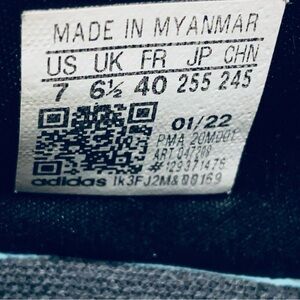 MADE IN MYANMAR
US UK FR JP CHN
7 6½ 40 255 245
01/22
PMA 20M001
# 129371476
adidas